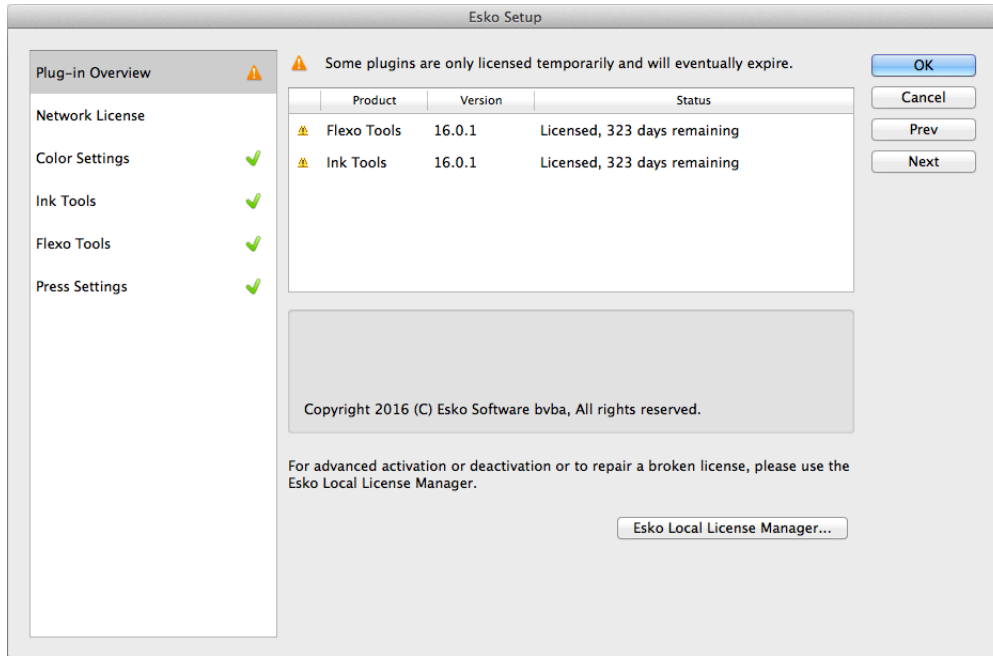 Esko Setup
Plug-in Overview
Network License
Color Settings
Ink Tools
Flexo Tools
Press Settings
Some plugins are only licensed temporarily and will eventually expire.
Product Version Status
Flexo Tools 16.0.1 Licensed, 323 days remaining
Ink Tools 16.0.1 Licensed, 323 days remaining
Copyright 2016 (C) Esko Software bvba, All rights reserved.
For advanced activation or deactivation or to repair a broken license, please use the
Esko Local License Manager.
Esko Local License Manager...
OK
Cancel
Prev
Next